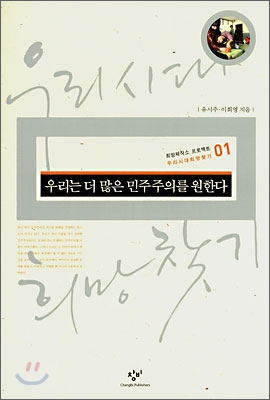 우리시대
| 유시주·이희영 지음 |
희망제작소 프로젝트
우리시대희망찾기 01
우리는 더 많은 민주주의를 원한다
희망찾기
창비
Changbi Publishers